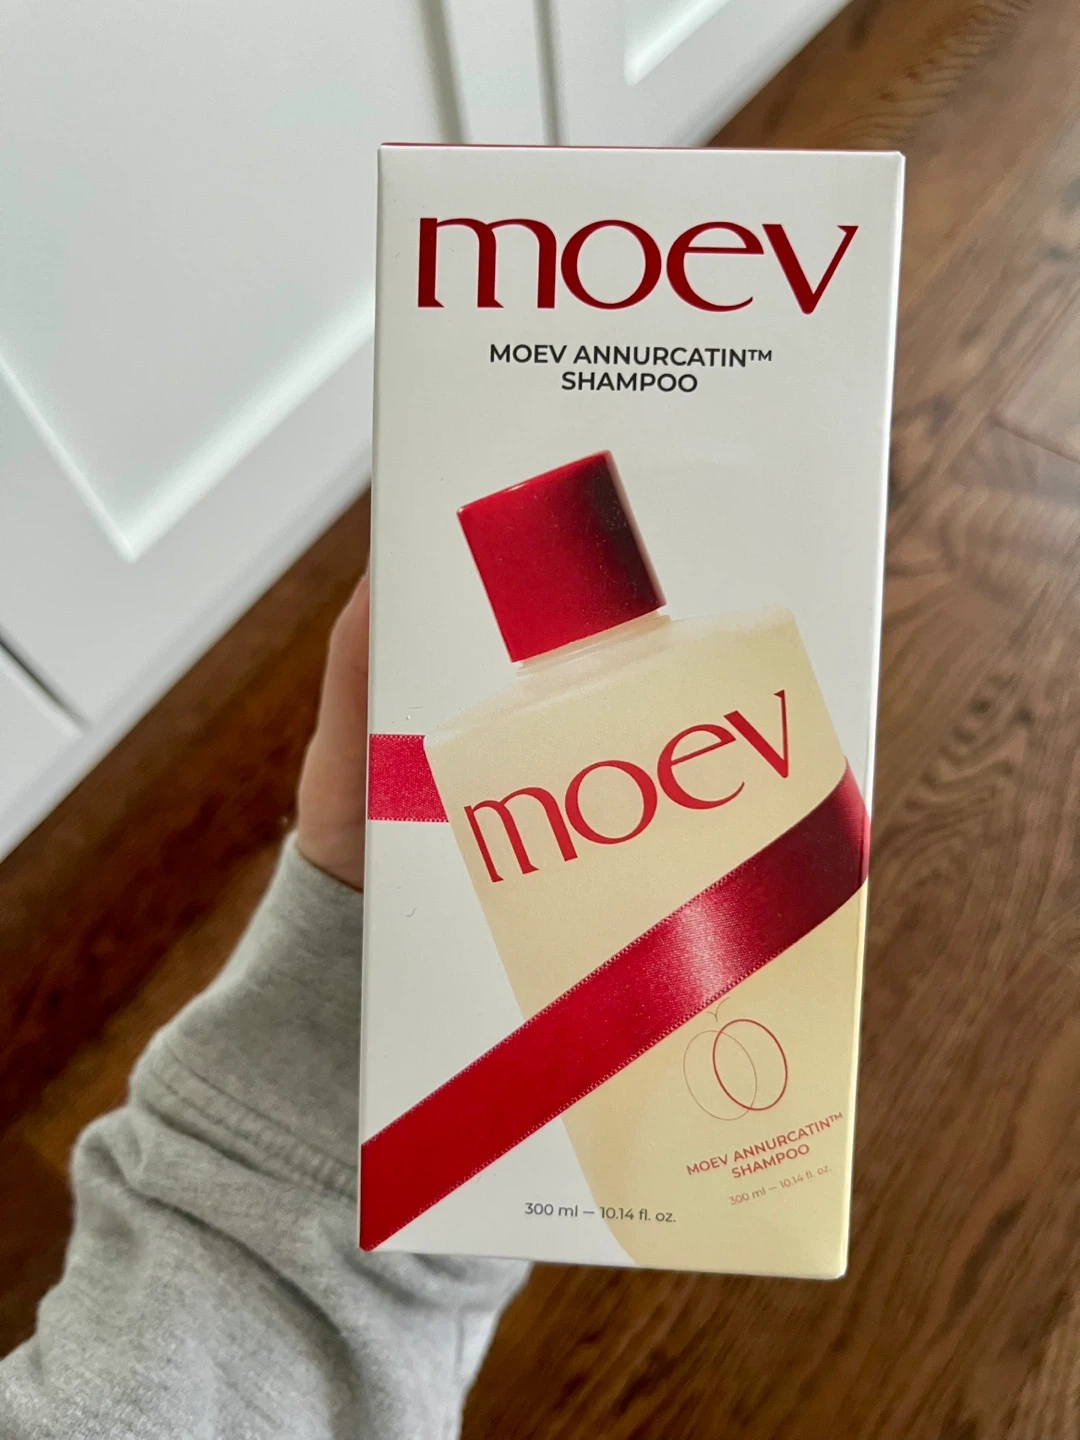 moev
MOEV ANNURCATIN™
SHAMPOO
moev
MOEV ANNURCATIN™
SHAMPOO
300 ml – 10.14 fl. oz.
300 ml – 10.14 fl. oz.